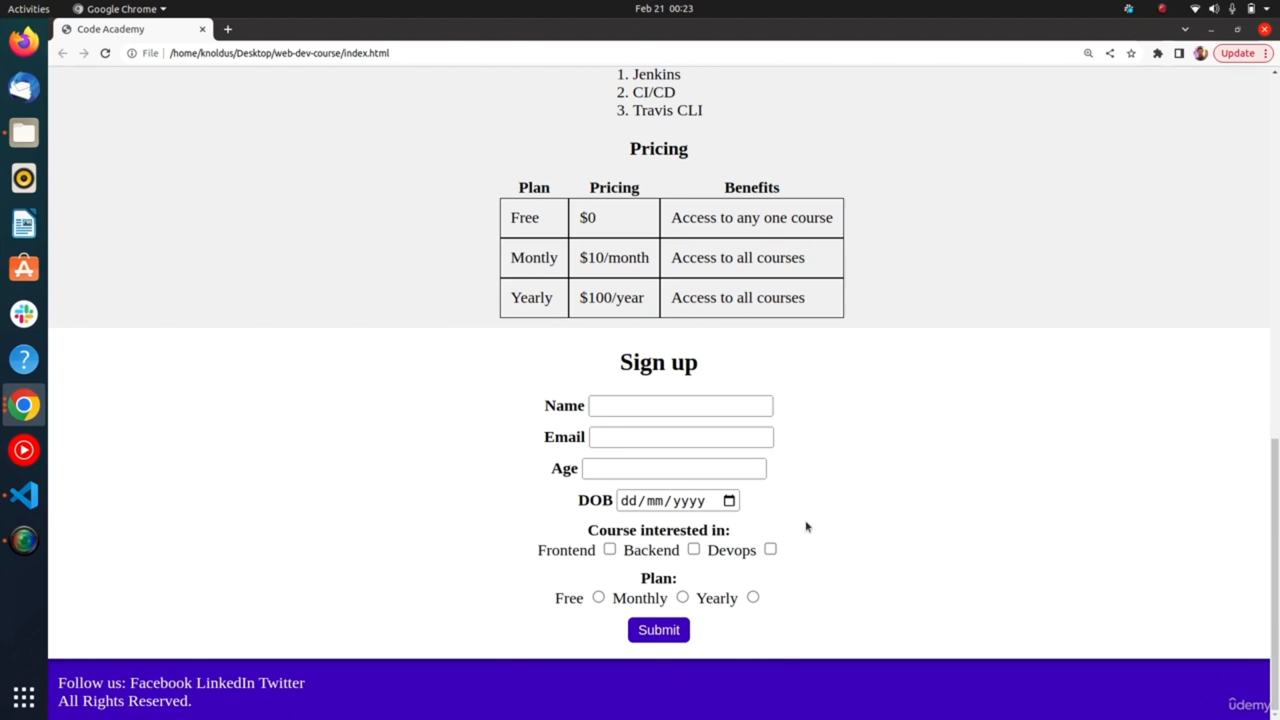 Activities Google Chrome Feb 21 00:23
Code Academy
File /home/knoldus/Desktop/web-dev-course/index.html Update
1. Jenkins
2. CI/CD
3. Travis CLI
Pricing
Plan Pricing Benefits
Free $0 Access to any one course
Montly $10/month Access to all courses
Yearly $100/year Access to all courses
Sign up
Name
Email
Age
DOB dd/mm/yyyy
Course interested in:
Frontend Backend Devops
Plan:
Free Monthly Yearly
Submit
Follow us: Facebook LinkedIn Twitter
All Rights Reserved.
ûdemy